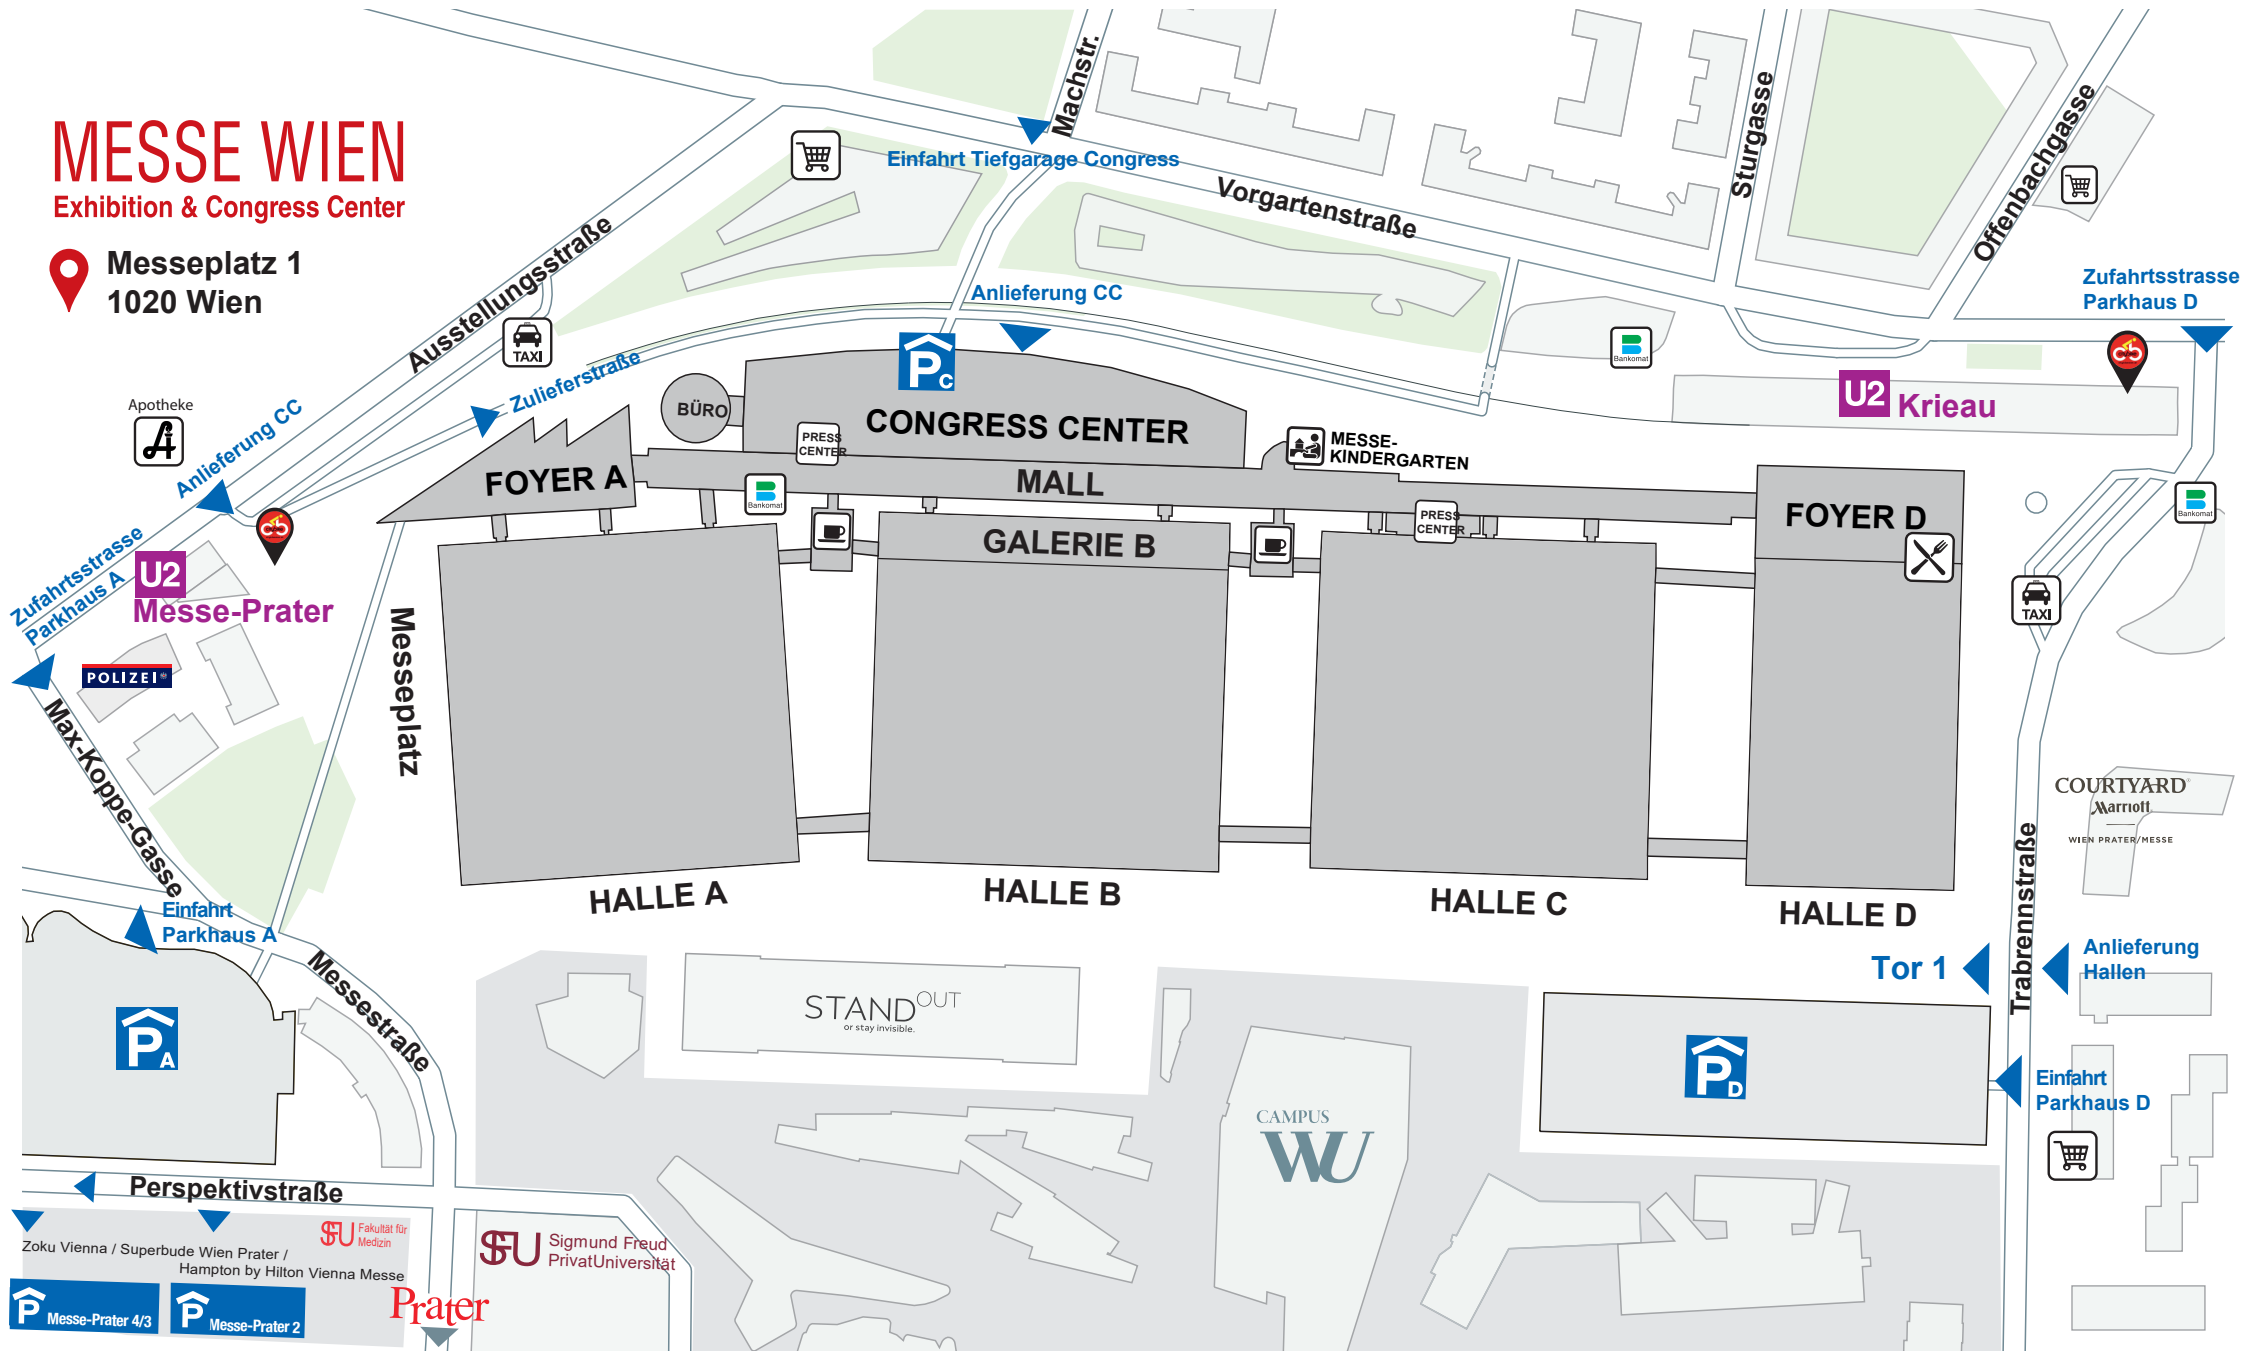 MESSE WIEN
Exhibition & Congress Center
Messeplatz 1
1020 Wien
Machstr.
Einfahrt Tiefgarage Congress
Vorgartenstraße
Sturgasse
Offenbachgasse
Zufahrtsstrasse
Parkhaus D
Ausstellungsstraße
TAXI
Anlieferung CC
Zulieferstraße
P C
Bankomat
U2 Krieau
Apotheke
Anlieferung CC
BÜRO
CONGRESS CENTER
PRESS
CENTER
MESSE-
KINDERGARTEN
FOYER A
MALL
Bankomat
PRESS
CENTER
FOYER D
Bankomat
GALERIE B
Zufahrtsstrasse
Parkhaus A
U2
Messe-Prater
TAXI
POLIZEI
Messeplatz
Max-Koppe-Gasse
COURTYARD
Marriott
WIEN PRATER/MESSE
HALLE A
HALLE B
HALLE C
HALLE D
Trabrennstraße
Einfahrt
Parkhaus A
Messestraße
Tor 1
Anlieferung
Hallen
STANDOUT
or stay invisible.
P A
P D
Einfahrt
Parkhaus D
CAMPUS
WU
Perspektivstraße
SFU Fakultät für
Medizin
Zoku Vienna / Superbude Wien Prater /
Hampton by Hilton Vienna Messe
SFU Sigmund Freud
PrivatUniversität
P Messe-Prater 4/3
P Messe-Prater 2
Prater